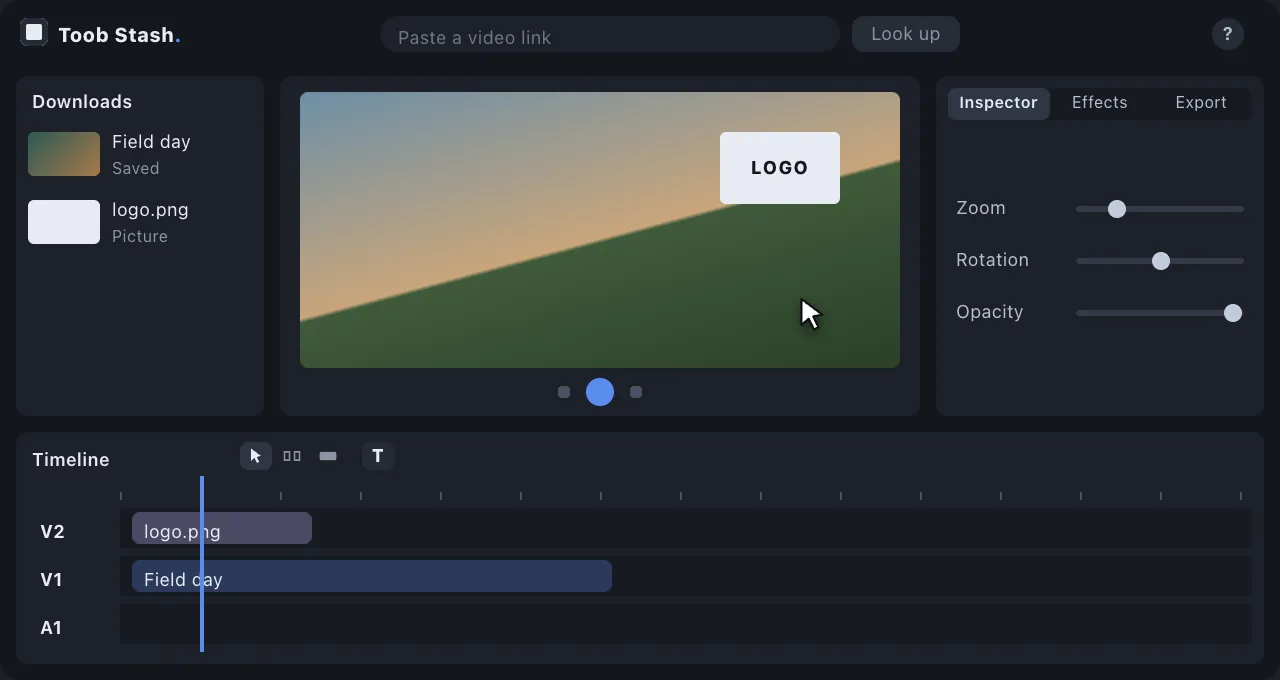 Toob Stash.
Paste a video link
Look up
?
Downloads
Field day
Saved
logo.png
Picture
LOGO
Inspector
Effects
Export
Zoom
Rotation
Opacity
Timeline
T
V2
logo.png
V1
Field day
A1